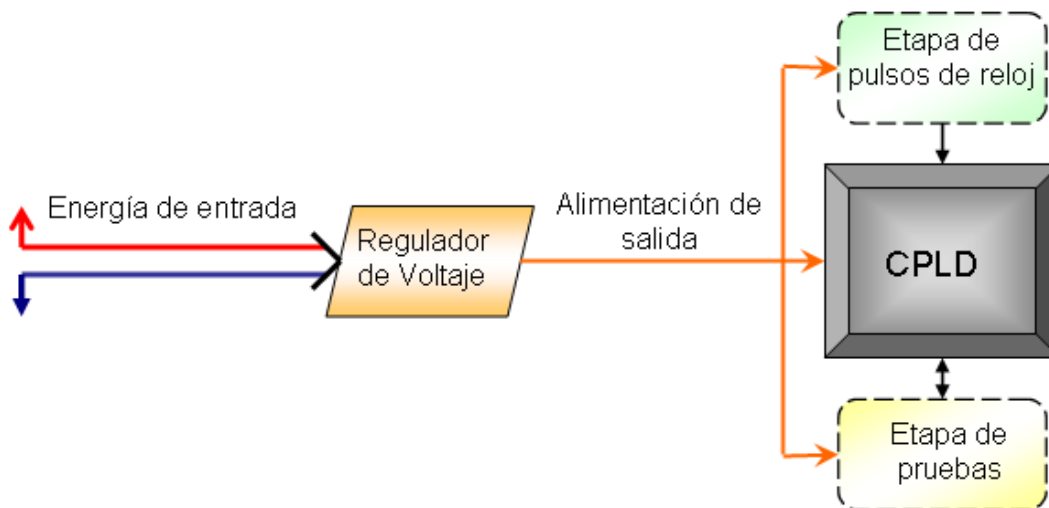 Etapa de
pulsos de reloj
Energía de entrada
Alimentación de
salida
Regulador
de Voltaje
CPLD
Etapa de
pruebas